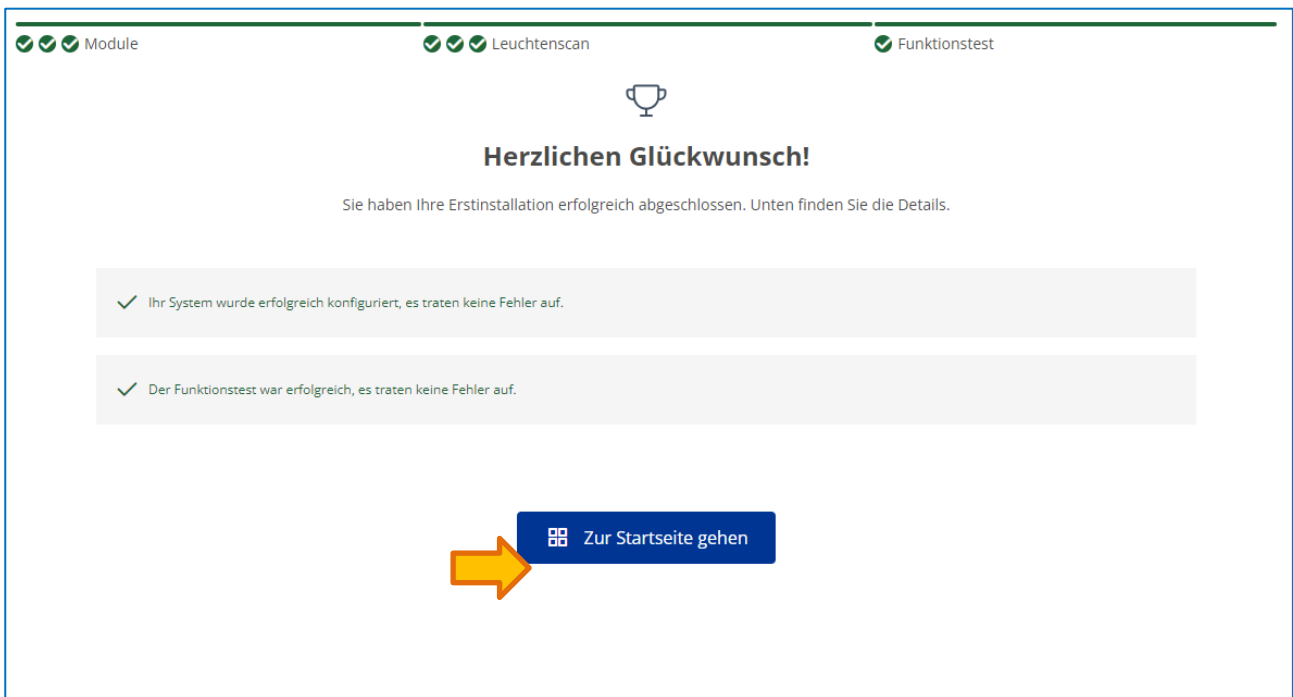 Module
Leuchtenscan
Funktionstest
Herzlichen Glückwunsch!
Sie haben Ihre Erstinstallation erfolgreich abgeschlossen. Unten finden Sie die Details.
Ihr System wurde erfolgreich konfiguriert, es traten keine Fehler auf.
Der Funktionstest war erfolgreich, es traten keine Fehler auf.
Zur Startseite gehen